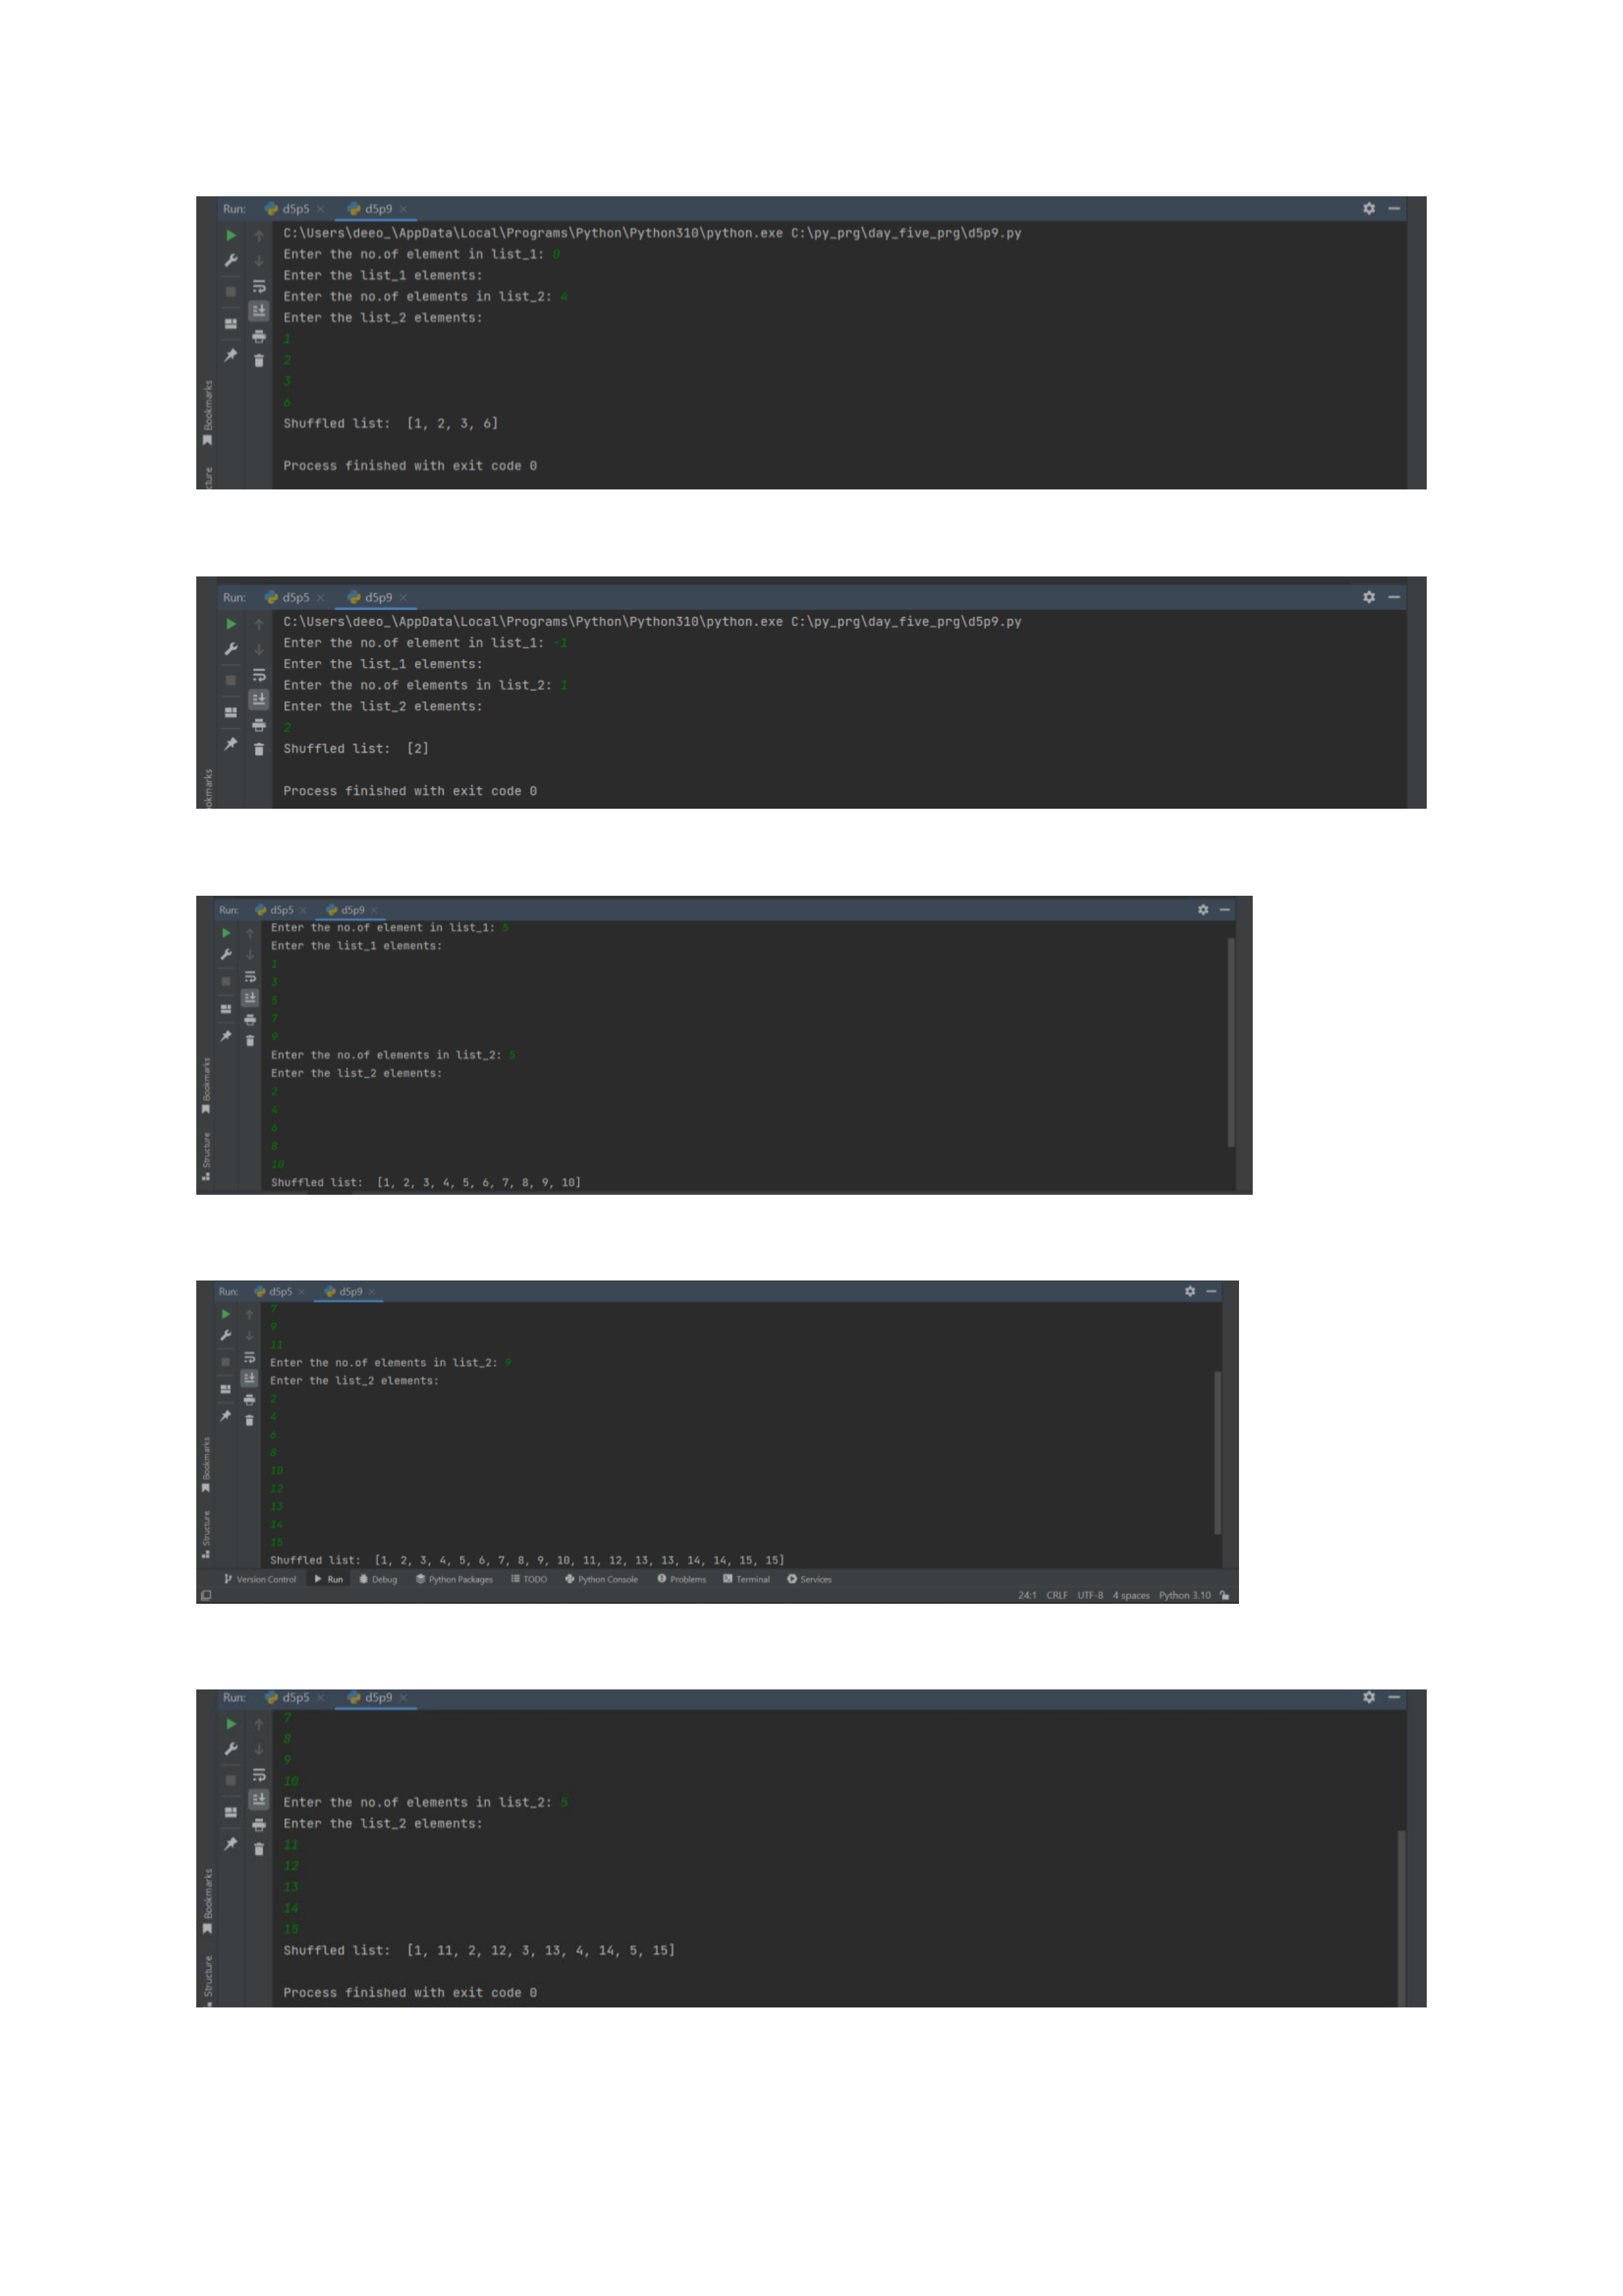 Run: d5p5 × d5p9 ×
C:\Users\deeo_\AppData\Local\Programs\Python\Python310\python.exe C:\py_prg\day_five_prg\d5p9.py
Enter the no.of element in list_1: 0
Enter the list_1 elements:
Enter the no.of elements in list_2: 4
Enter the list_2 elements:
1
2
3
6
Shuffled list:  [1, 2, 3, 6]
Process finished with exit code 0
Bookmarks
cture
Run: d5p5 × d5p9 ×
C:\Users\deeo_\AppData\Local\Programs\Python\Python310\python.exe C:\py_prg\day_five_prg\d5p9.py
Enter the no.of element in list_1: -1
Enter the list_1 elements:
Enter the no.of elements in list_2: 1
Enter the list_2 elements:
2
Shuffled list:  [2]
Process finished with exit code 0
okmarks
Run: d5p5 × d5p9 ×
Enter the no.of element in list_1: 5
Enter the list_1 elements:
1
3
5
7
9
Enter the no.of elements in list_2: 5
Enter the list_2 elements:
2
4
6
8
10
Shuffled list:  [1, 2, 3, 4, 5, 6, 7, 8, 9, 10]
Bookmarks
Structure
Run: d5p5 × d5p9 ×
7
9
11
Enter the no.of elements in list_2: 9
Enter the list_2 elements:
2
4
6
8
10
12
13
14
15
Shuffled list:  [1, 2, 3, 4, 5, 6, 7, 8, 9, 10, 11, 12, 13, 13, 14, 14, 15, 15]
Bookmarks
Structure
Version Control Run Debug Python Packages TODO Python Console Problems Terminal Services
24:1 CRLF UTF-8 4 spaces Python 3.10
Run: d5p5 × d5p9 ×
7
8
9
10
Enter the no.of elements in list_2: 5
Enter the list_2 elements:
11
12
13
14
15
Shuffled list:  [1, 11, 2, 12, 3, 13, 4, 14, 5, 15]
Process finished with exit code 0
Bookmarks
Structure